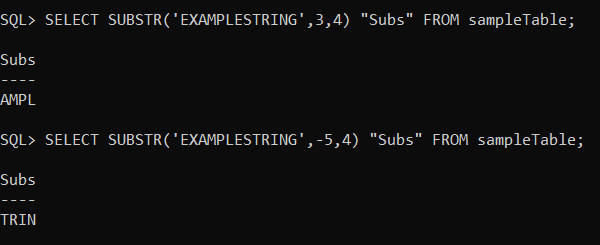 SQL> SELECT SUBSTR('EXAMPLESTRING',3,4) "Subs" FROM sampleTable;
Subs
----
AMPL
SQL> SELECT SUBSTR('EXAMPLESTRING',-5,4) "Subs" FROM sampleTable;
Subs
----
TRIN